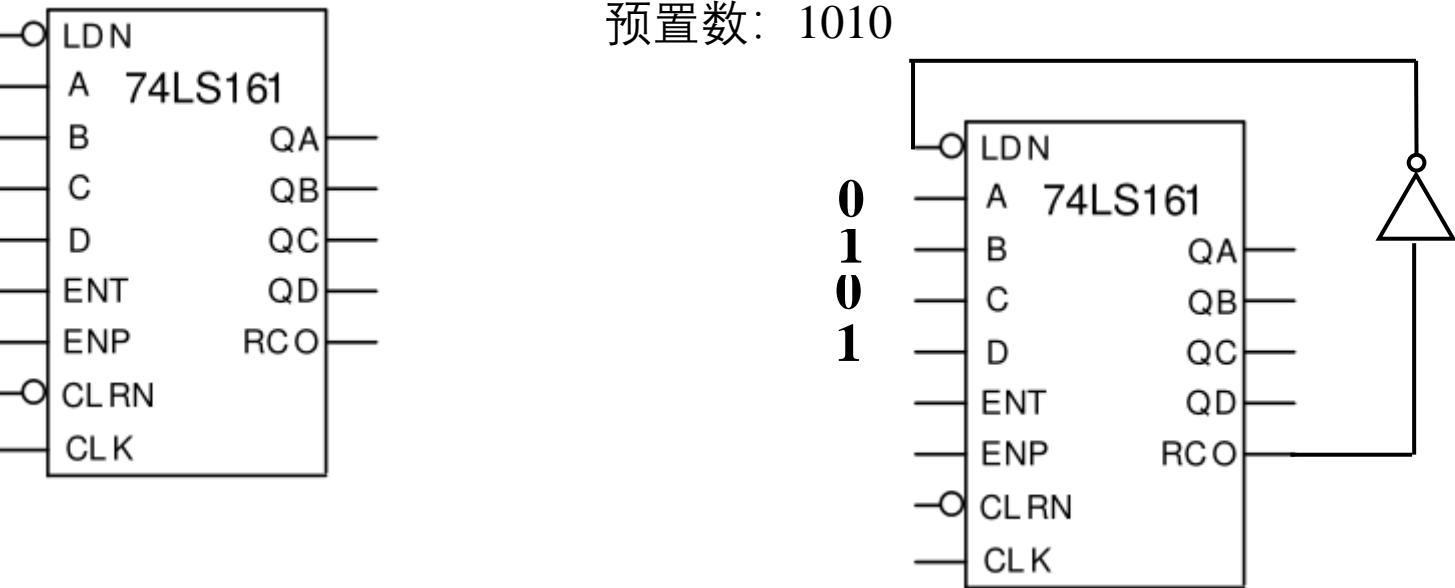 预置数：1010
LDN
A 74LS161
B QA
C QB
D QC
ENT QD
ENP RCO
CLRN
CLK
LDN
0 A 74LS161
1 B QA
0 C QB
1 D QC
ENT QD
ENP RCO
CLRN
CLK